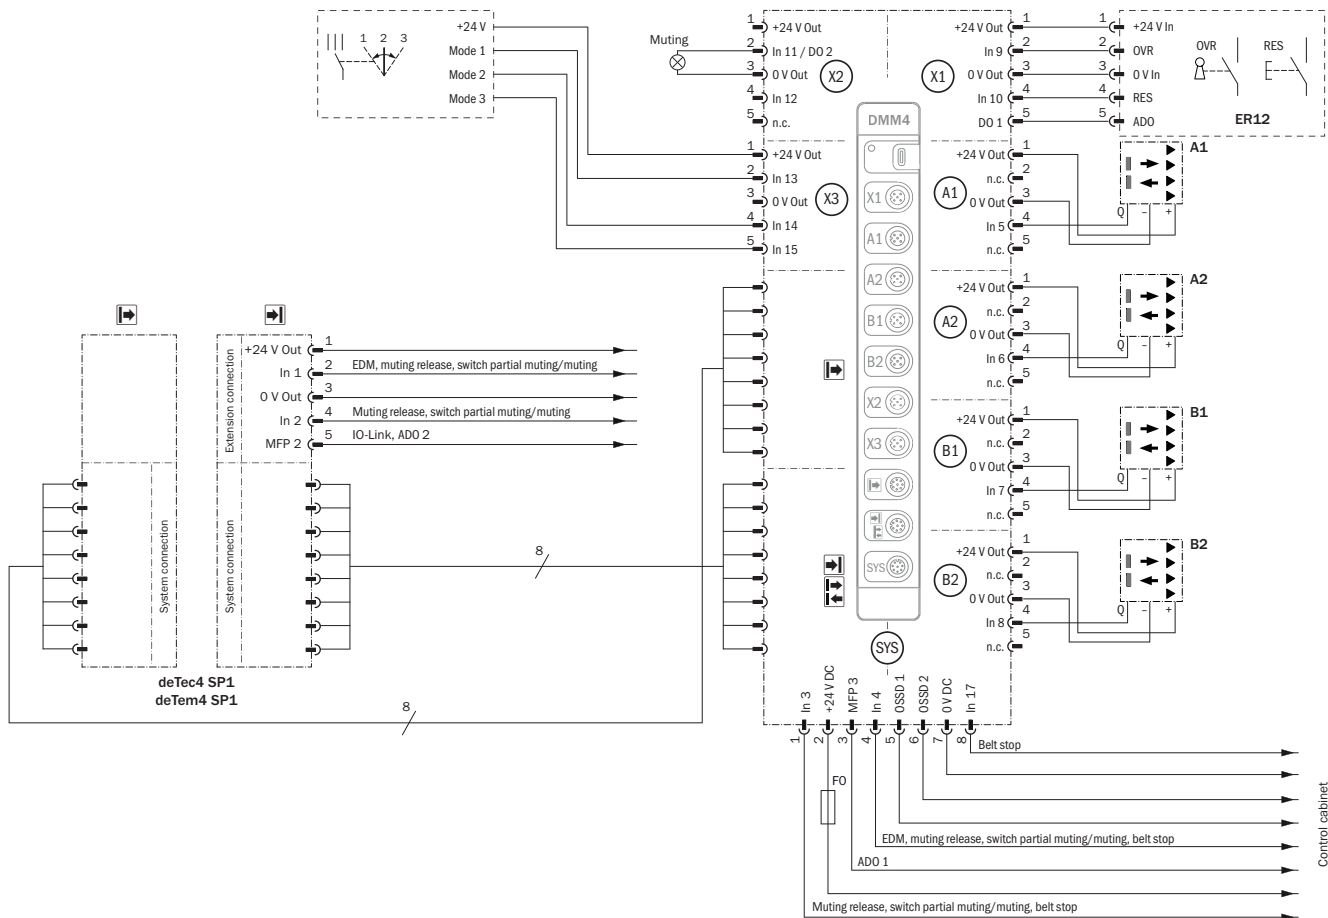 +24 V
Mode 1
Mode 2
Mode 3
1 2 3
Muting
1 +24 V Out
2 In 11 / DO 2
3 0 V Out
4 In 12
5 n.c.
X2
X1
+24 V Out 1
In 9 2
0 V Out 3
In 10 4
DO 1 5
1 +24 V In
2 OVR
3 0 V In
4 RES
5 ADO
OVR RES
ER12
1 +24 V Out
2 In 13
3 0 V Out
4 In 14
5 In 15
X3
DMM4
X1
A1
A2
B1
B2
X2
X3
SYS
A1
+24 V Out 1
n.c. 2
0 V Out 3
In 5 4
n.c. 5
A1
Q – +
A2
+24 V Out 1
n.c. 2
0 V Out 3
In 6 4
n.c. 5
A2
Q – +
B1
+24 V Out 1
n.c. 2
0 V Out 3
In 7 4
n.c. 5
B1
Q – +
B2
+24 V Out 1
n.c. 2
0 V Out 3
In 8 4
n.c. 5
B2
Q – +
Extension connection
+24 V Out 1
In 1 2 EDM, muting release, switch partial muting/muting
0 V Out 3
In 2 4 Muting release, switch partial muting/muting
MFP 2 5 IO-Link, ADO 2
System connection
System connection
8
deTec4 SP1
deTem4 SP1
8
SYS
In 3
+24 V DC
MFP 3
In 4
OSSD 1
OSSD 2
0 V DC
In 17
1 2 3 4 5 6 7 8
Belt stop
F0
EDM, muting release, switch partial muting/muting, belt stop
ADO 1
Muting release, switch partial muting/muting, belt stop
Control cabinet